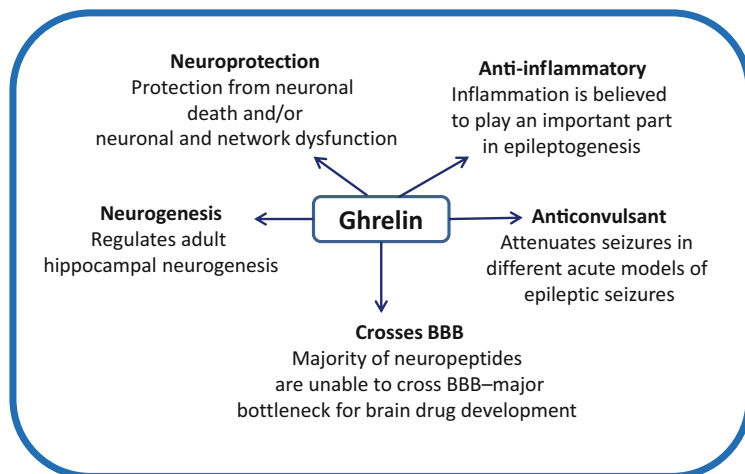 Neuroprotection
Protection from neuronal
death and/or
neuronal and network dysfunction
Anti-inflammatory
Inflammation is believed
to play an important part
in epileptogenesis
Neurogenesis
Regulates adult
hippocampal neurogenesis
Ghrelin
Anticonvulsant
Attenuates seizures in
different acute models of
epileptic seizures
Crosses BBB
Majority of neuropeptides
are unable to cross BBB–major
bottleneck for brain drug development